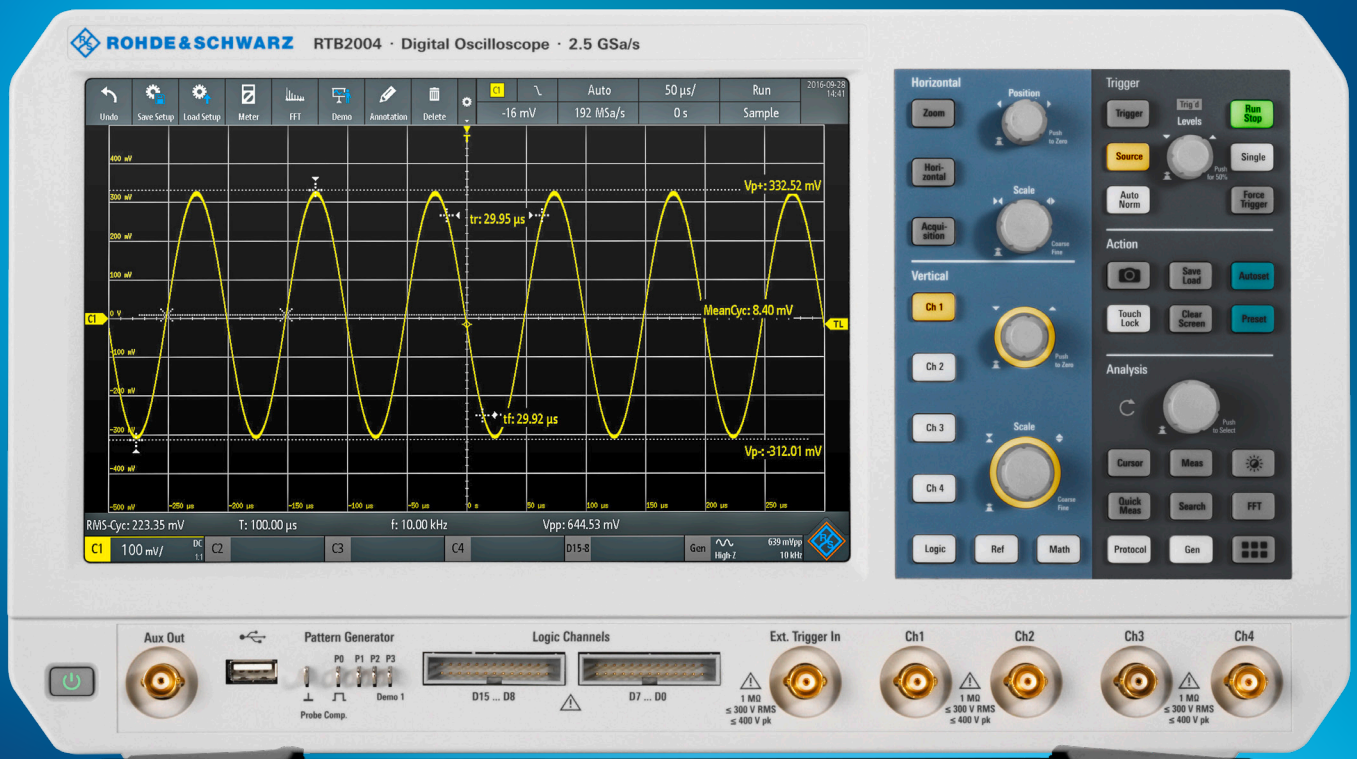 ROHDE&SCHWARZ RTB2004 · Digital Oscilloscope · 2.5 GSa/s
Undo
Save Setup
Load Setup
Meter
FFT
Demo
Annotation
Delete
C1
Auto
50 µs/
Run
2016-09-28
14:41
-16 mV
192 MSa/s
0 s
Sample
T
400 mV
300 mV
200 mV
100 mV
0 V
-100 mV
-200 mV
-300 mV
-400 mV
-500 mV
C1
TL
Vp+: 332.52 mV
tr: 29.95 µs
MeanCyc: 8.40 mV
tf: 29.92 µs
Vp-: -312.01 mV
-250 µs
-200 µs
-150 µs
-100 µs
-50 µs
0 s
50 µs
100 µs
150 µs
200 µs
250 µs
RMS-Cyc: 223.35 mV
T: 100.00 µs
f: 10.00 kHz
Vpp: 644.53 mV
C1
100 mV/
DC
1:1
C2
C3
C4
D15-8
Gen
High-Z
639 mVpp
10 kHz
R&S
Horizontal
Zoom
Position
Push
to Zero
Hori-
zontal
Scale
Acqui-
sition
Coarse
Fine
Vertical
Ch 1
Push
to Zero
Ch 2
Ch 3
Scale
Ch 4
Coarse
Fine
Logic
Ref
Math
Trigger
Trigger
Trig'd
Levels
Run
Stop
Source
Push
for 50%
Single
Auto
Norm
Force
Trigger
Action
Save
Load
Autoset
Touch
Lock
Clear
Screen
Preset
Analysis
Push
to Select
Cursor
Meas
Quick
Meas
Search
FFT
Protocol
Gen
Aux Out
Pattern Generator
P0 P1 P2 P3
Demo 1
Probe Comp.
Logic Channels
D15 ... D8
D7 ... D0
Ext. Trigger In
1 MΩ
≤ 300 V RMS
≤ 400 V pk
Ch1
1 MΩ
≤ 300 V RMS
≤ 400 V pk
Ch2
Ch3
1 MΩ
≤ 300 V RMS
≤ 400 V pk
Ch4